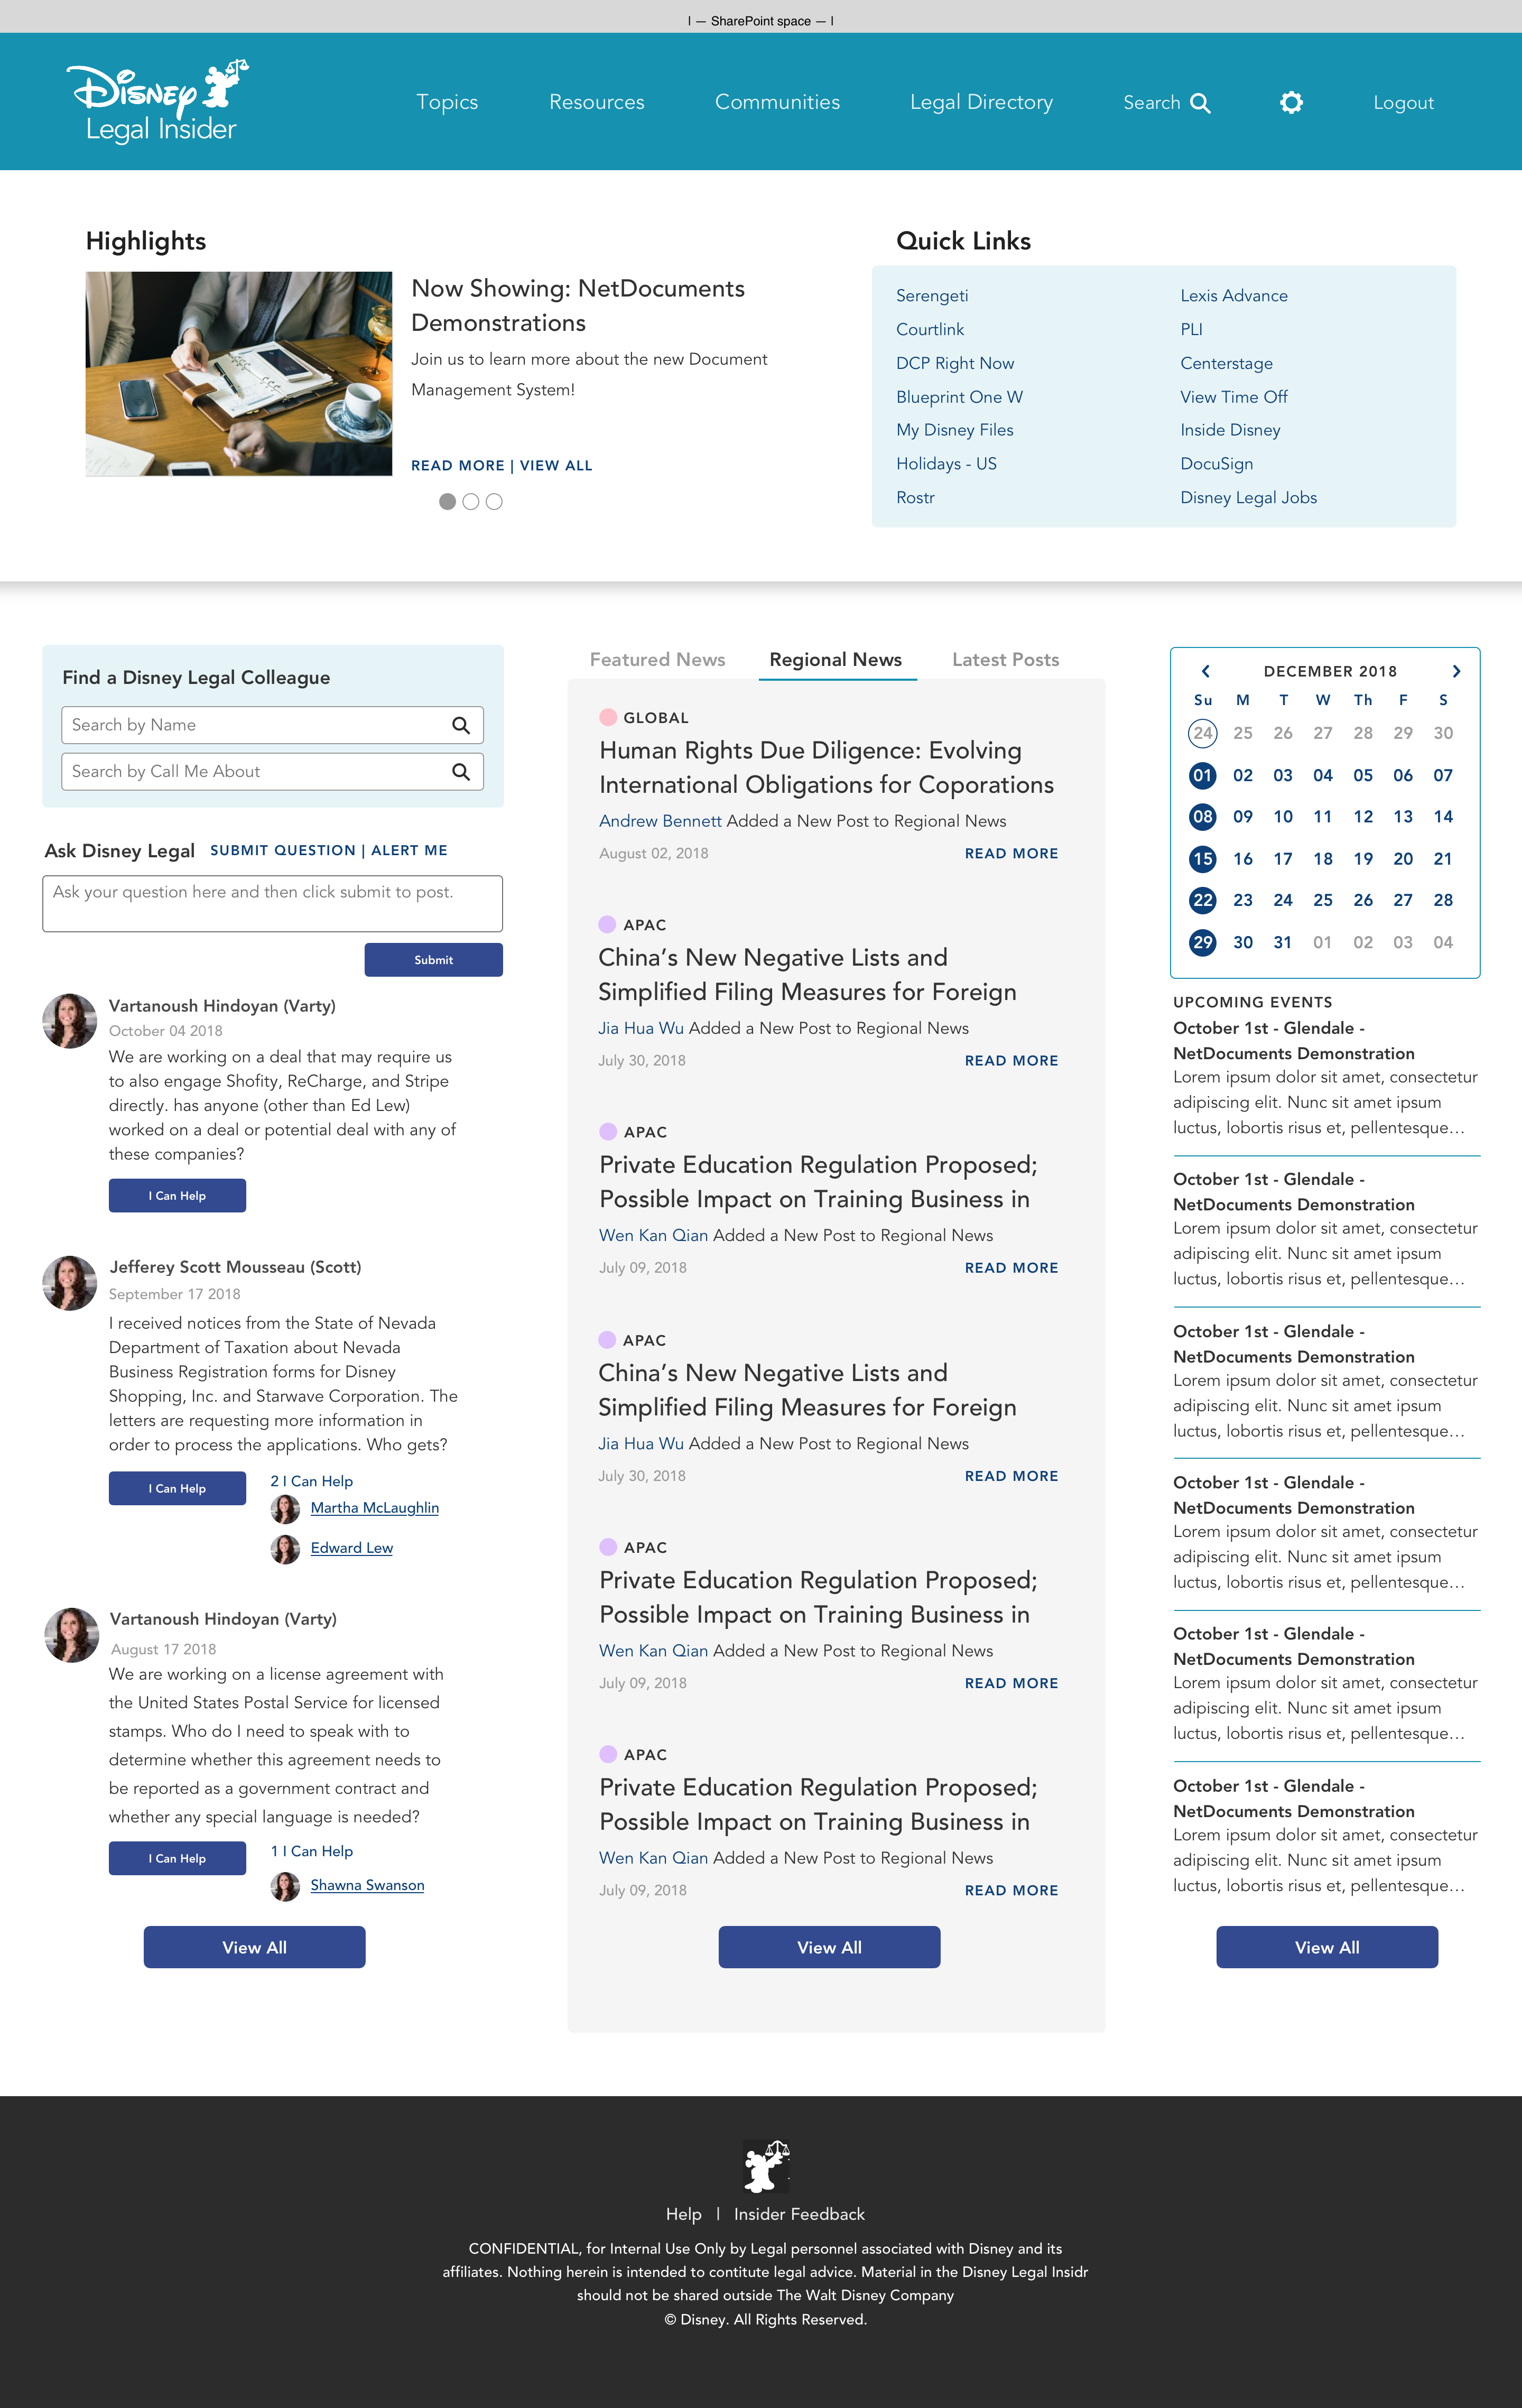 | — SharePoint space — |
Disney
Legal Insider
Topics
Resources
Communities
Legal Directory
Search
Logout
Highlights
Now Showing: NetDocuments
Demonstrations
Join us to learn more about the new Document
Management System!
READ MORE | VIEW ALL
Quick Links
Serengeti
Courtlink
DCP Right Now
Blueprint One W
My Disney Files
Holidays - US
Rostr
Lexis Advance
PLI
Centerstage
View Time Off
Inside Disney
DocuSign
Disney Legal Jobs
Find a Disney Legal Colleague
Search by Name
Search by Call Me About
Ask Disney Legal SUBMIT QUESTION | ALERT ME
Ask your question here and then click submit to post.
Submit
Vartanoush Hindoyan (Varty)
October 04 2018
We are working on a deal that may require us
to also engage Shofity, ReCharge, and Stripe
directly. has anyone (other than Ed Lew)
worked on a deal or potential deal with any of
these companies?
I Can Help
Jefferey Scott Mousseau (Scott)
September 17 2018
I received notices from the State of Nevada
Department of Taxation about Nevada
Business Registration forms for Disney
Shopping, Inc. and Starwave Corporation. The
letters are requesting more information in
order to process the applications. Who gets?
I Can Help
2 I Can Help
Martha McLaughlin
Edward Lew
Vartanoush Hindoyan (Varty)
August 17 2018
We are working on a license agreement with
the United States Postal Service for licensed
stamps. Who do I need to speak with to
determine whether this agreement needs to
be reported as a government contract and
whether any special language is needed?
I Can Help
1 I Can Help
Shawna Swanson
View All
Featured News
Regional News
Latest Posts
GLOBAL
Human Rights Due Diligence: Evolving
International Obligations for Coporations
Andrew Bennett Added a New Post to Regional News
August 02, 2018 READ MORE
APAC
China’s New Negative Lists and
Simplified Filing Measures for Foreign
Jia Hua Wu Added a New Post to Regional News
July 30, 2018 READ MORE
APAC
Private Education Regulation Proposed;
Possible Impact on Training Business in
Wen Kan Qian Added a New Post to Regional News
July 09, 2018 READ MORE
APAC
China’s New Negative Lists and
Simplified Filing Measures for Foreign
Jia Hua Wu Added a New Post to Regional News
July 30, 2018 READ MORE
APAC
Private Education Regulation Proposed;
Possible Impact on Training Business in
Wen Kan Qian Added a New Post to Regional News
July 09, 2018 READ MORE
APAC
Private Education Regulation Proposed;
Possible Impact on Training Business in
Wen Kan Qian Added a New Post to Regional News
July 09, 2018 READ MORE
View All
DECEMBER 2018
Su M T W Th F S
24 25 26 27 28 29 30
01 02 03 04 05 06 07
08 09 10 11 12 13 14
15 16 17 18 19 20 21
22 23 24 25 26 27 28
29 30 31 01 02 03 04
UPCOMING EVENTS
October 1st - Glendale -
NetDocuments Demonstration
Lorem ipsum dolor sit amet, consectetur
adipiscing elit. Nunc sit amet ipsum
luctus, lobortis risus et, pellentesque…
October 1st - Glendale -
NetDocuments Demonstration
Lorem ipsum dolor sit amet, consectetur
adipiscing elit. Nunc sit amet ipsum
luctus, lobortis risus et, pellentesque…
October 1st - Glendale -
NetDocuments Demonstration
Lorem ipsum dolor sit amet, consectetur
adipiscing elit. Nunc sit amet ipsum
luctus, lobortis risus et, pellentesque…
October 1st - Glendale -
NetDocuments Demonstration
Lorem ipsum dolor sit amet, consectetur
adipiscing elit. Nunc sit amet ipsum
luctus, lobortis risus et, pellentesque…
October 1st - Glendale -
NetDocuments Demonstration
Lorem ipsum dolor sit amet, consectetur
adipiscing elit. Nunc sit amet ipsum
luctus, lobortis risus et, pellentesque…
October 1st - Glendale -
NetDocuments Demonstration
Lorem ipsum dolor sit amet, consectetur
adipiscing elit. Nunc sit amet ipsum
luctus, lobortis risus et, pellentesque…
View All
Help | Insider Feedback
CONFIDENTIAL, for Internal Use Only by Legal personnel associated with Disney and its
affiliates. Nothing herein is intended to contitute legal advice. Material in the Disney Legal Insidr
should not be shared outside The Walt Disney Company
© Disney. All Rights Reserved.